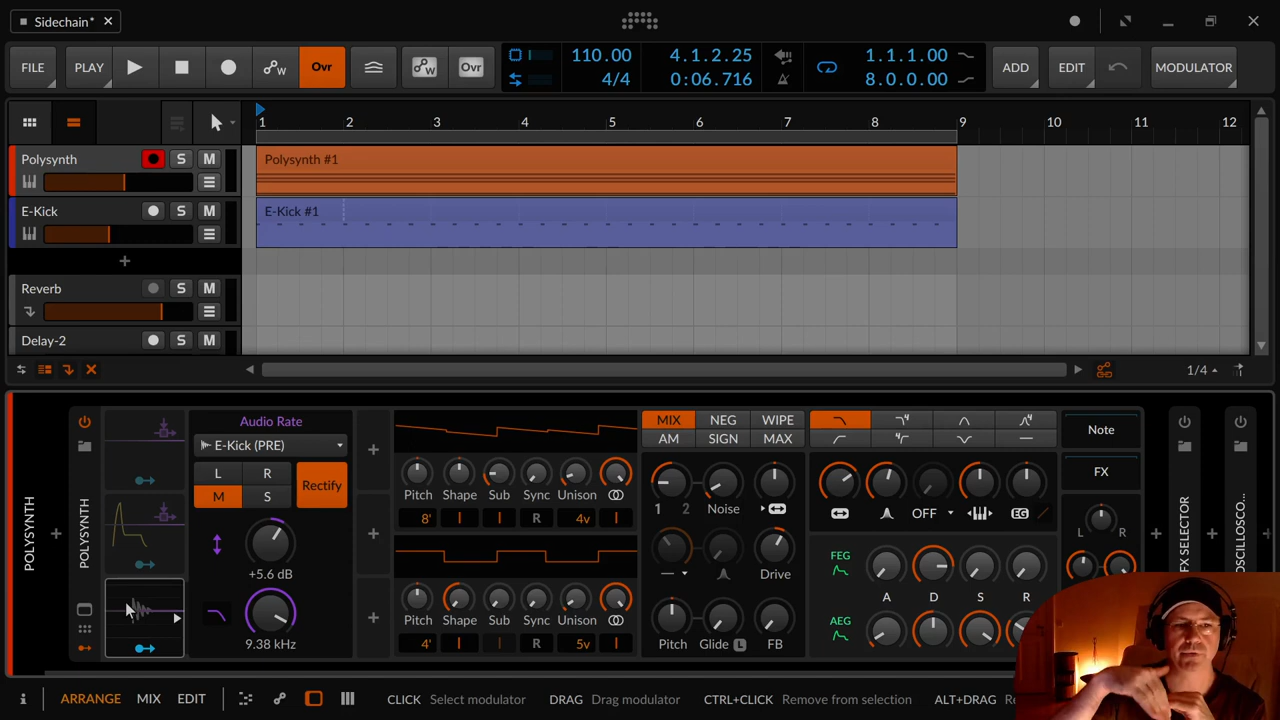 Sidechain*
FILE PLAY Ovr Ovr 110.00 4/4 4.1.2.25 0:06.716 1.1.1.00 8.0.0.00 ADD EDIT MODULATOR
1 2 3 4 5 6 7 8 9 10 11 12
Polysynth S M
Polysynth #1
E-Kick S M
E-Kick #1
+
Reverb S M
Delay-2 S M
1/4
POLYSYNTH
POLYSYNTH
Audio Rate
E-Kick (PRE)
L R
M S
Rectify
+5.6 dB
9.38 kHz
Pitch Shape Sub Sync Unison
8' R 4v
Pitch Shape Sub Sync Unison
4' R 5v
MIX NEG WIPE
AM SIGN MAX
1 2 Noise
Drive
Pitch Glide L FB
OFF EG
FEG
A D S R
AEG
Note
FX
L R
FX SELECTOR
OSCILLOSCO...
i ARRANGE MIX EDIT CLICK Select modulator DRAG Drag modulator CTRL+CLICK Remove from selection ALT+DRAG